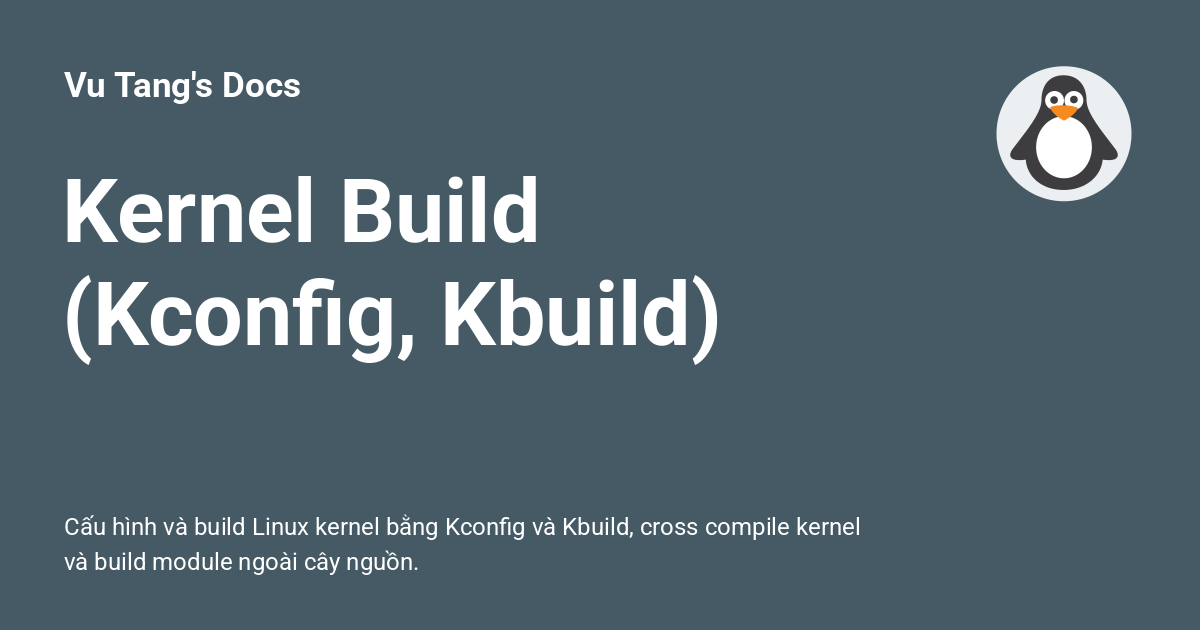 Vu Tang's Docs
Kernel Build
(Kconfig, Kbuild)
Cấu hình và build Linux kernel bằng Kconfig và Kbuild, cross compile kernel
và build module ngoài cây nguồn.